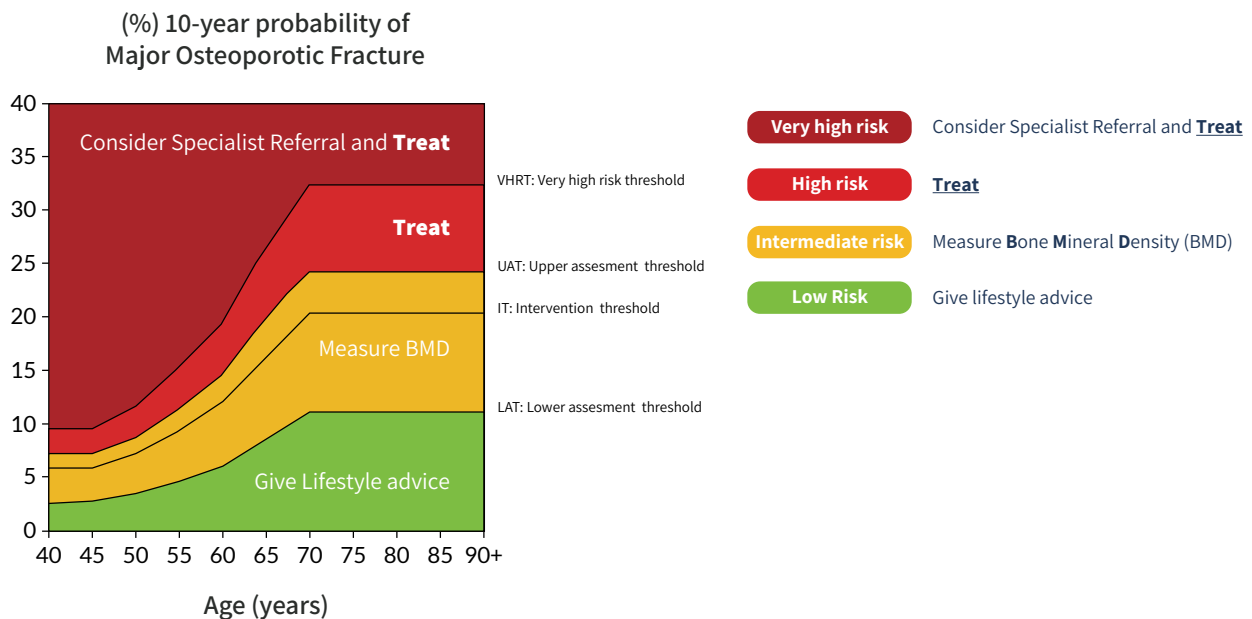 (%) 10-year probability of
Major Osteoporotic Fracture
40
35
30
25
20
15
10
5
0
40 45 50 55 60 65 70 75 80 85 90+
Age (years)
Consider Specialist Referral and Treat
Treat
Measure BMD
Give Lifestyle advice
VHRT: Very high risk threshold
UAT: Upper assesment threshold
IT: Intervention threshold
LAT: Lower assesment threshold
Very high risk Consider Specialist Referral and Treat
High risk Treat
Intermediate risk Measure Bone Mineral Density (BMD)
Low Risk Give lifestyle advice